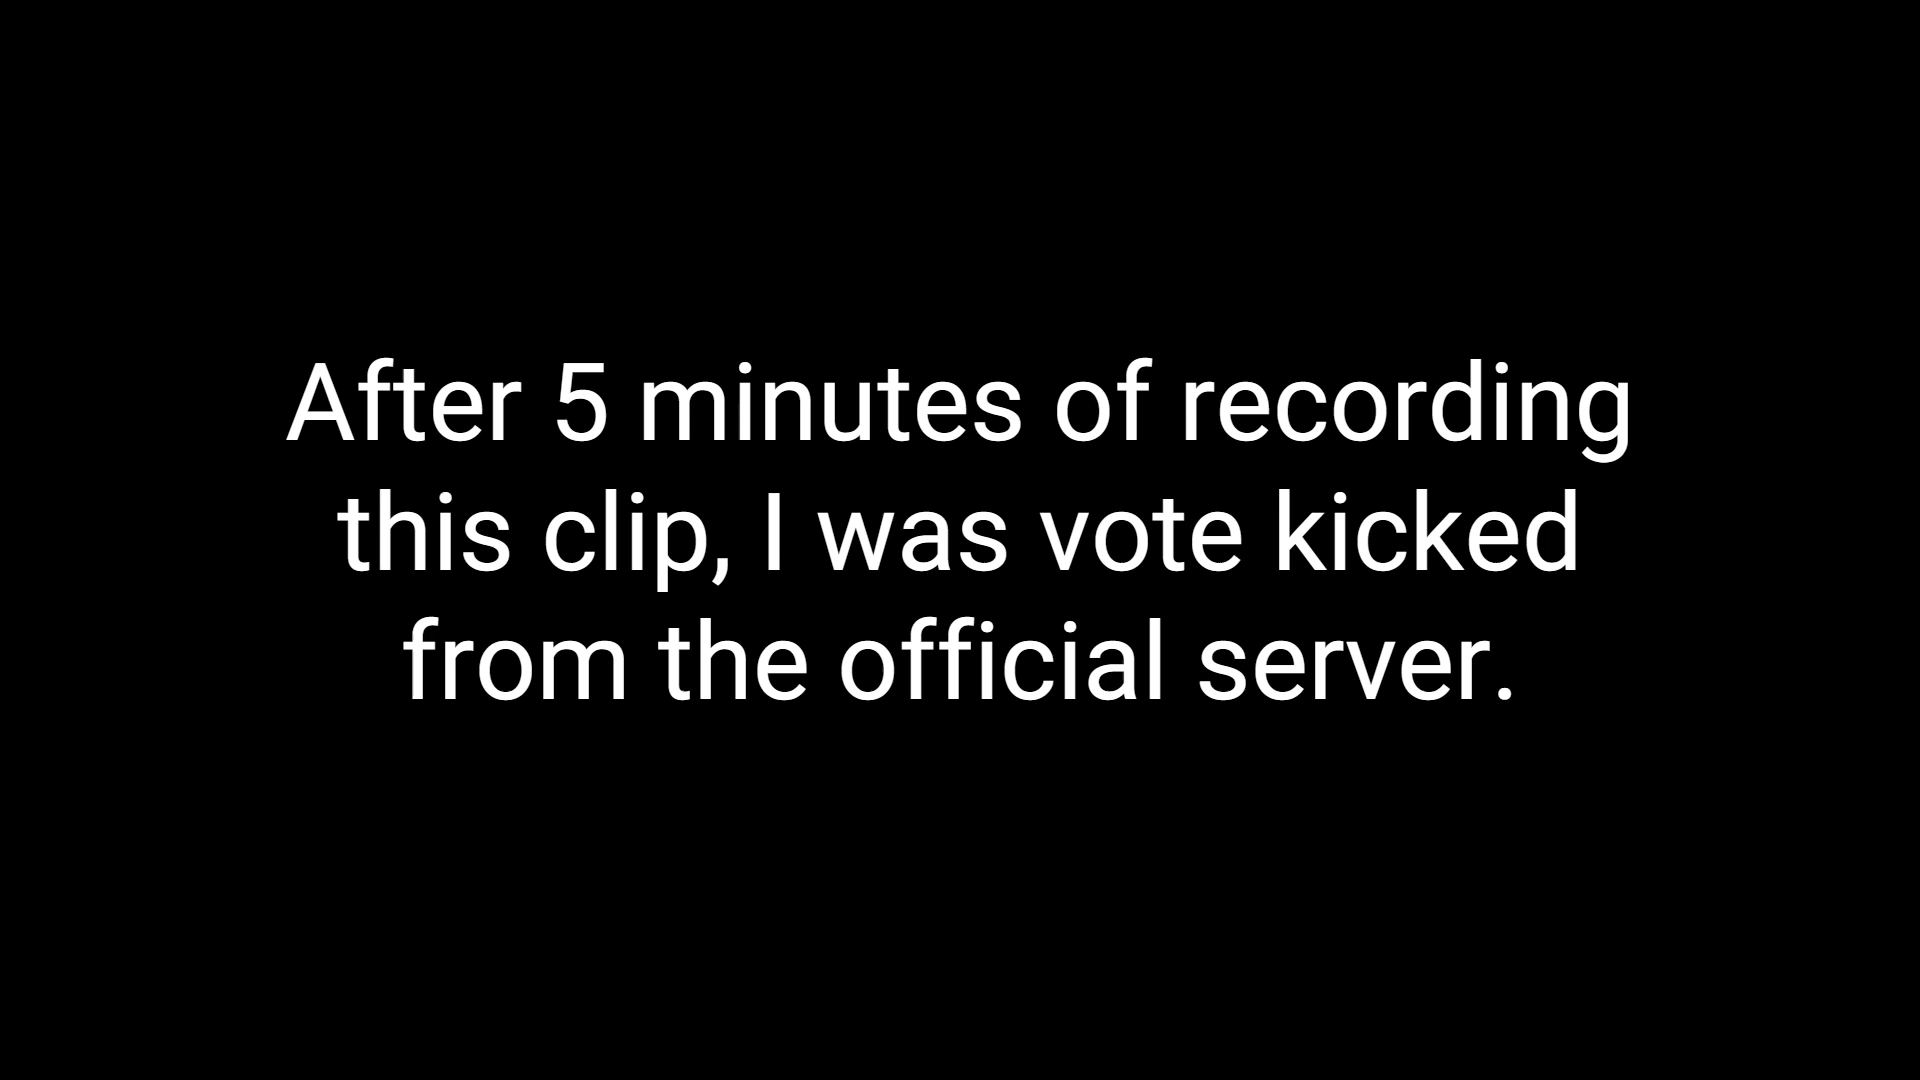 After 5 minutes of recording
this clip, I was vote kicked
from the official server.